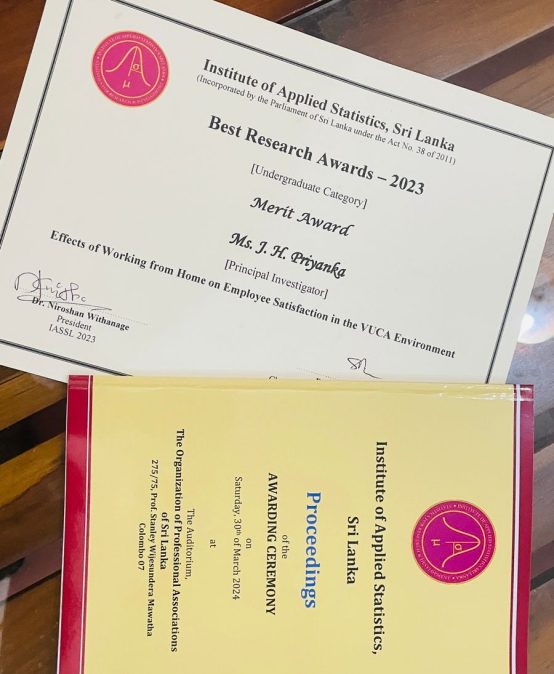 Institute of Applied Statistics, Sri Lanka
(Incorporated by the Parliament of Sri Lanka under the Act No. 38 of 2011)
Best Research Awards – 2023
[Undergraduate Category]
Merit Award
Ms. J. H. Priyanka
[Principal Investigator]
Effects of Working from Home on Employee Satisfaction in the VUCA Environment
Dr. Niroshan Withanage
President
IASSL 2023
μ
Institute of Applied Statistics,
Sri Lanka
Proceedings
of the
AWARDING CEREMONY
on
Saturday, 30th of March 2024
at
The Auditorium,
The Organization of Professional Associations
of Sri Lanka
275/75, Prof. Stanley Wijesundera Mawatha
Colombo 07
μ